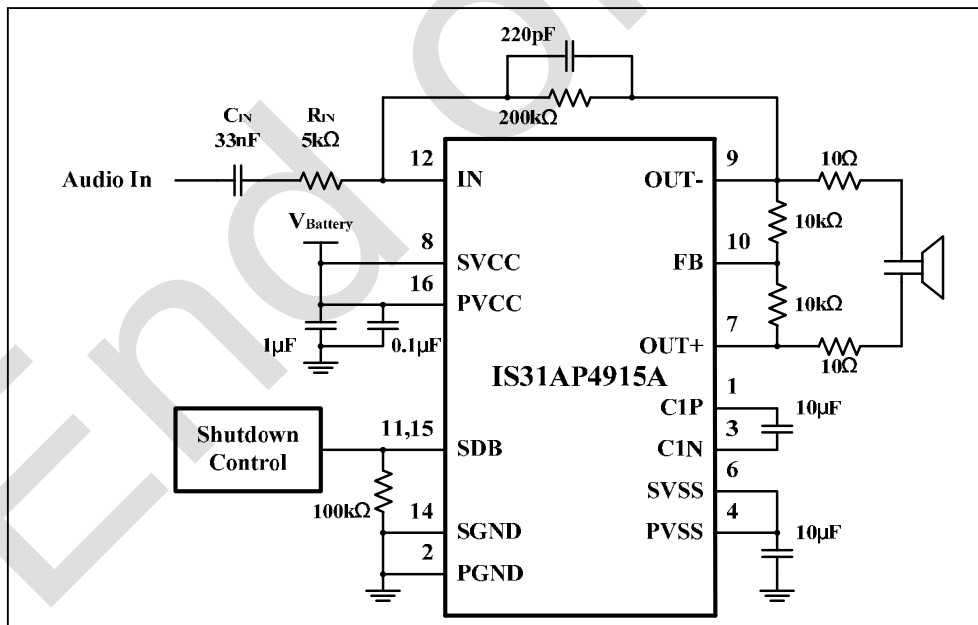 220pF
200kΩ
CIN
33nF
RIN
5kΩ
Audio In
12
IN
VBattery
8
SVCC
16
PVCC
1µF
0.1µF
Shutdown
Control
11,15
SDB
100kΩ
14
SGND
2
PGND
IS31AP4915A
9
OUT-
10Ω
10kΩ
10
FB
10kΩ
7
OUT+
10Ω
1
C1P
10µF
3
C1N
6
SVSS
4
PVSS
10µF
End of